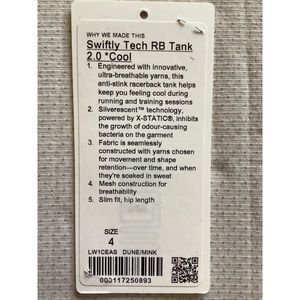 WHY WE MADE THIS
Swiftly Tech RB Tank
2.0 *Cool
1. Engineered with innovative,
ultra-breathable yarns, this
anti-stink racerback tank helps
keep you feeling cool during
running and training sessions
2. Silverescent™ technology,
powered by X-STATIC®, inhibits
the growth of odour-causing
bacteria on the garment
3. Fabric is seamlessly
constructed with yarns chosen
for movement and shape
retention—over time, and when
they're soaked in sweat
4. Mesh construction for
breathability
5. Slim fit, hip length
SIZE
4
LW1CEAS DUNE/MINK
000117250893